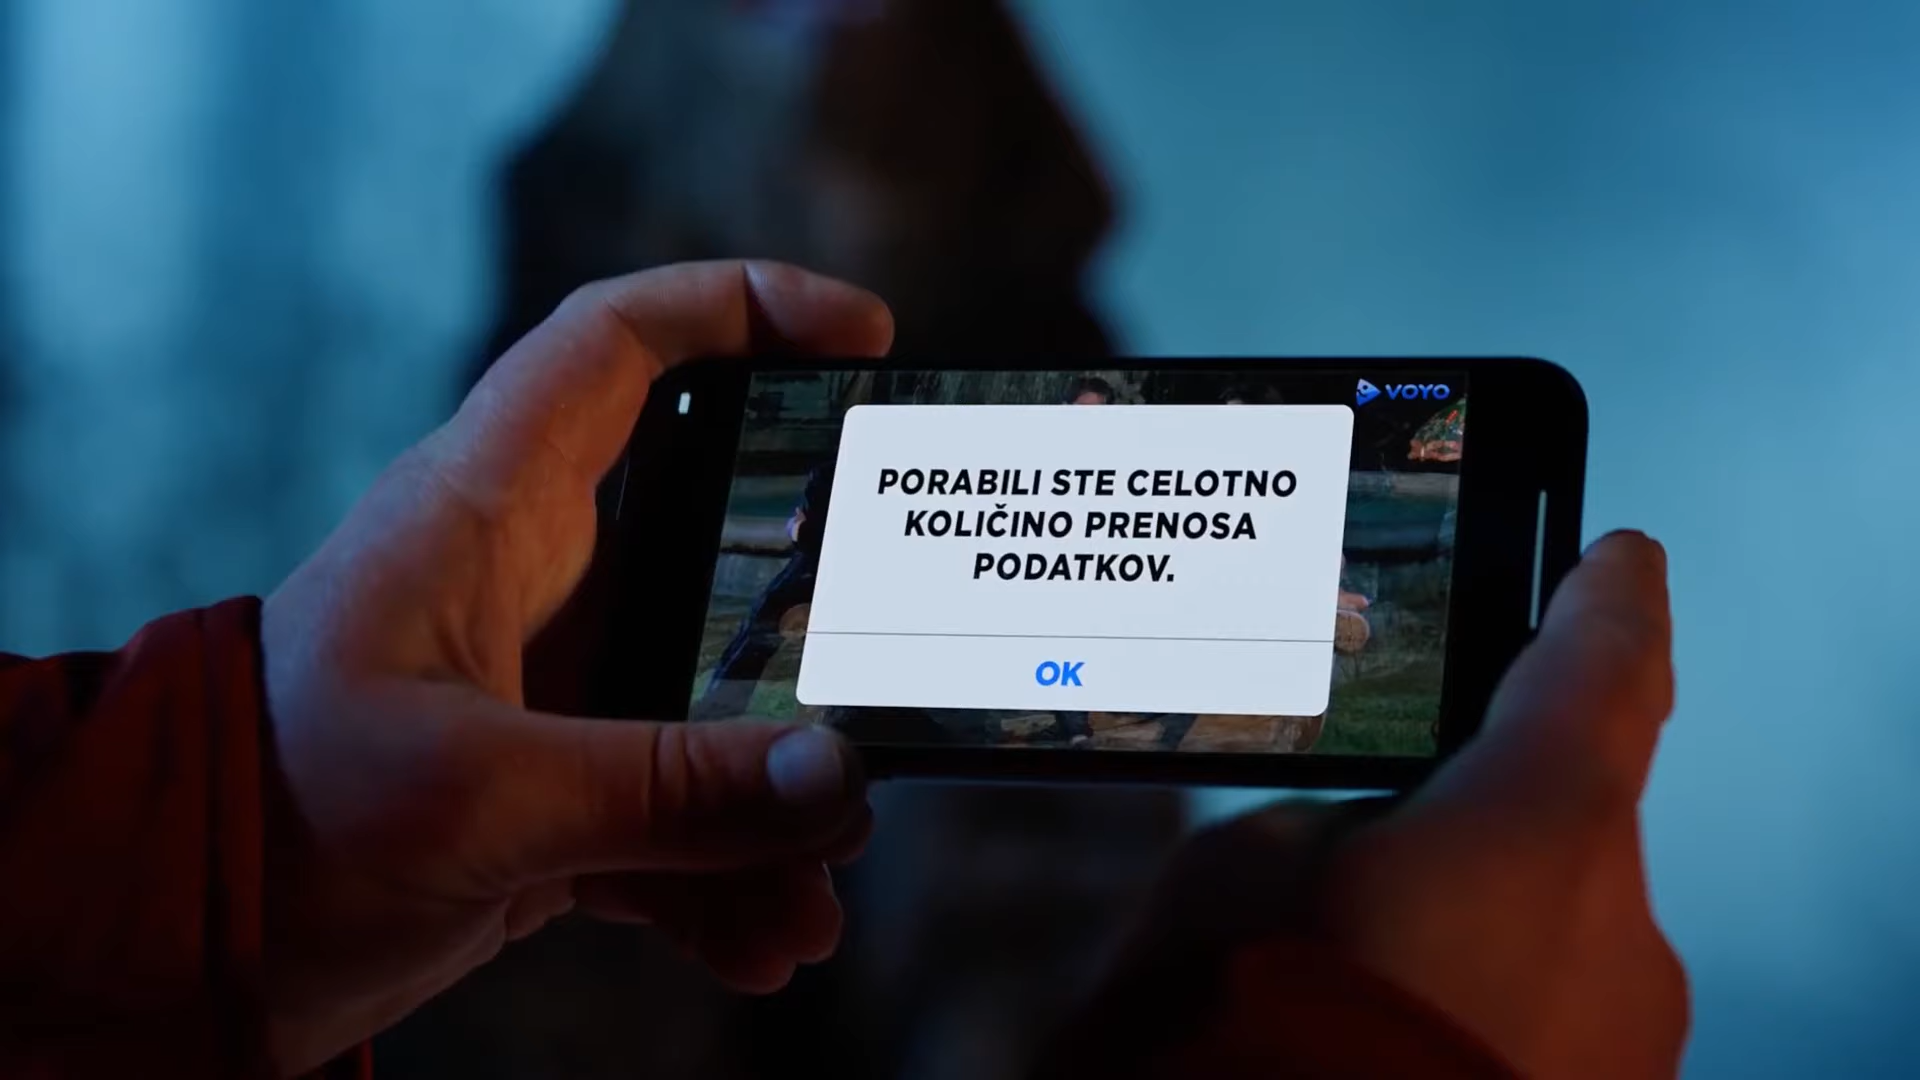 VOYO
PORABILI STE CELOTNO
KOLIČINO PRENOSA
PODATKOV.
OK